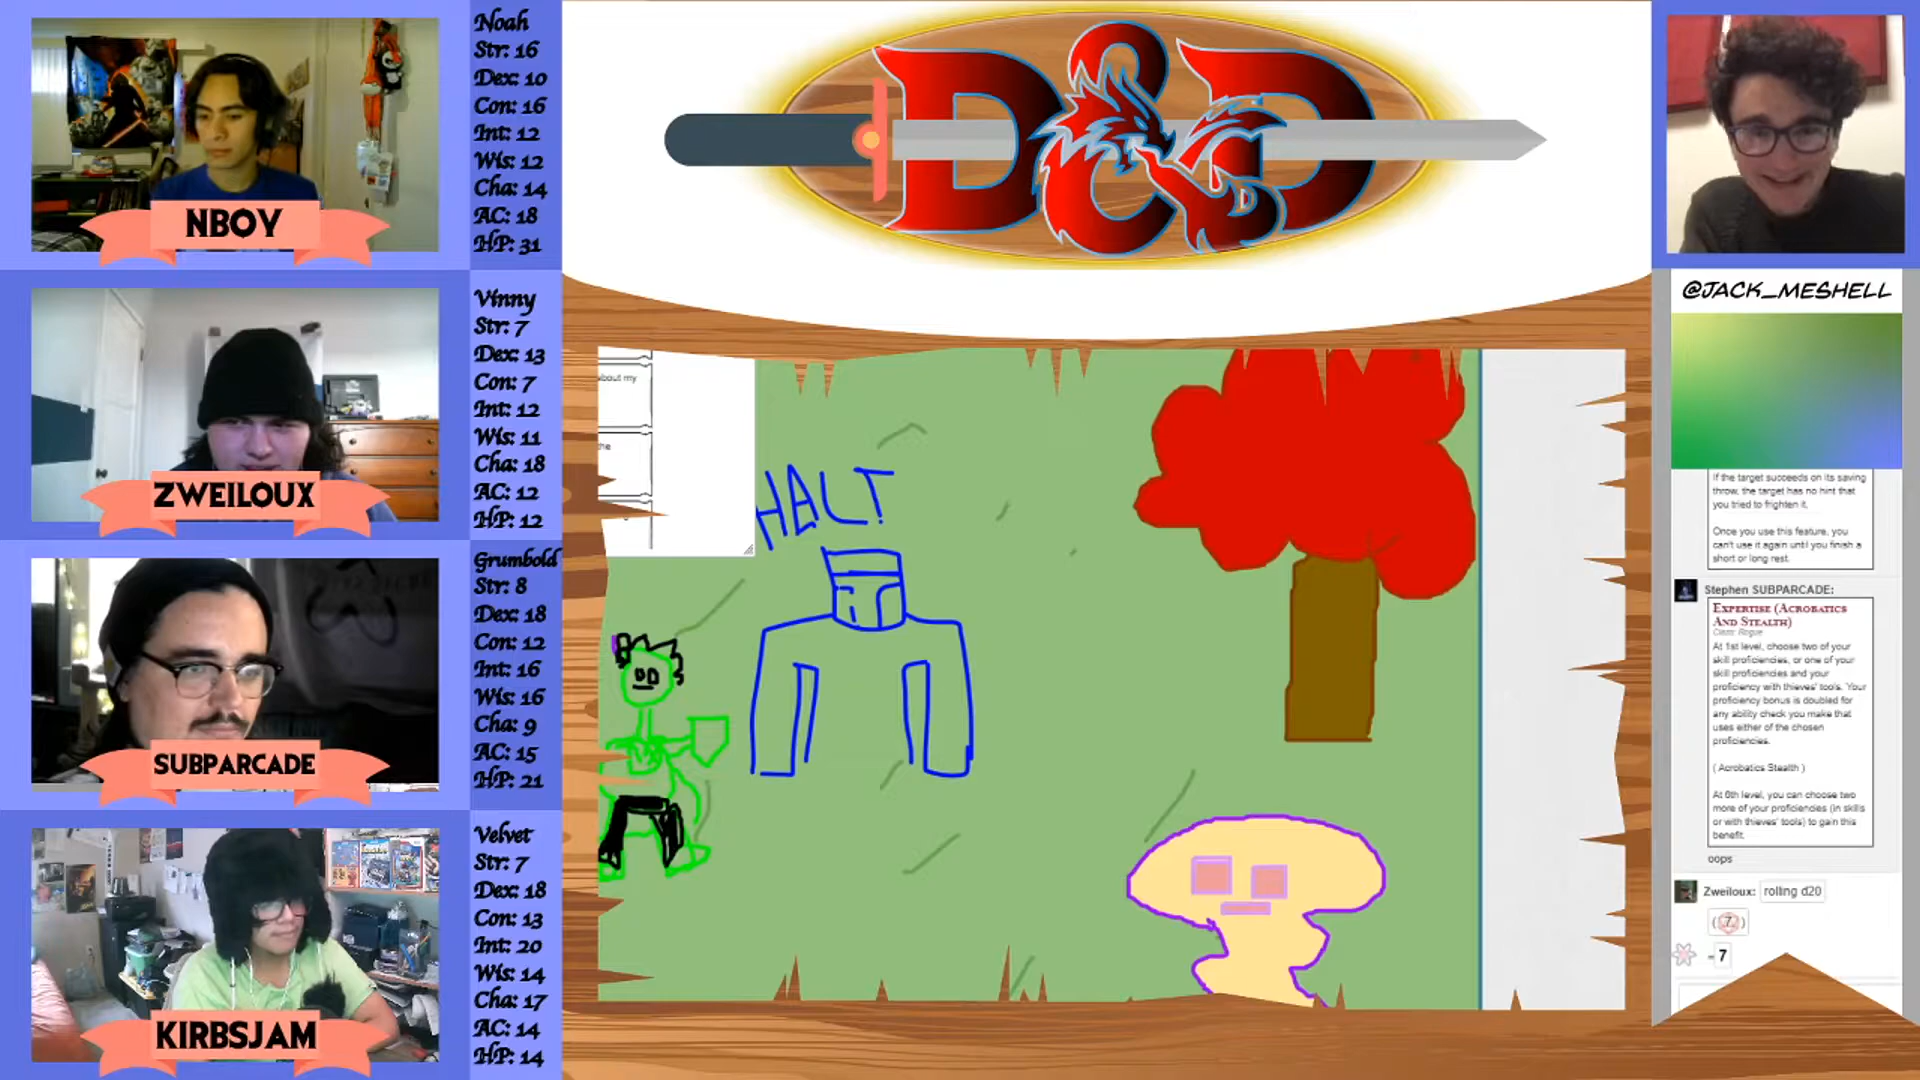 Noah
Str: 16
Dex: 10
Con: 16
Int: 12
Wis: 12
Cha: 14
AC: 18
HP: 31
NBOY
Vinny
Str: 7
Dex: 13
Con: 7
Int: 12
Wis: 11
Cha: 18
AC: 12
HP: 12
ZWEILOUX
Grumbold
Str: 8
Dex: 18
Con: 12
Int: 16
Wis: 16
Cha: 9
AC: 15
HP: 21
SUBPARCADE
Velvet
Str: 7
Dex: 18
Con: 13
Int: 20
Wis: 14
Cha: 17
AC: 14
HP: 14
KIRBSJAM
D&D
about my
the
HALT
@JACK_MESHELL
If the target succeeds on its saving
throw, the target has no hint that
you tried to frighten it.
Once you use this feature, you
can't use it again until you finish a
short or long rest.
Stephen SUBPARCADE:
EXPERTISE (ACROBATICS
AND STEALTH)
Class: Rogue
At 1st level, choose two of your
skill proficiencies, or one of your
skill proficiencies and your
proficiency with thieves' tools. Your
proficiency bonus is doubled for
any ability check you make that
uses either of the chosen
proficiencies.
( Acrobatics Stealth )
At 6th level, you can choose two
more of your proficiencies (in skills
or with thieves' tools) to gain this
benefit.
oops
Zweiloux: rolling d20
(7)
=7